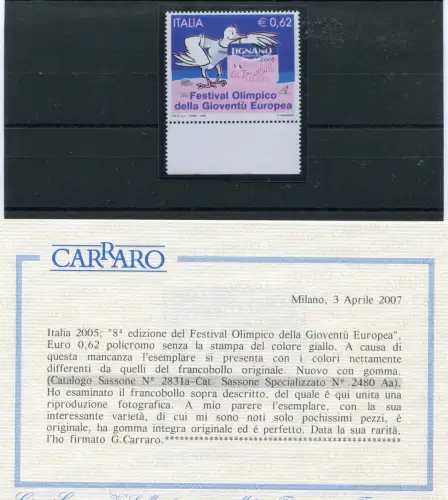 ITALIA € 0,62
LIGNANO
Festival Olimpico
della Gioventù Europea
CARRARO
Milano, 3 Aprile 2007
Italia 2005; "8ª edizione del Festival Olimpico della Gioventù Europea",
Euro 0,62 policromo senza la stampa del colore giallo. A causa di
questa mancanza l'esemplare si presenta con i colori nettamente
differenti da quelli del francobollo originale. Nuovo con gomma.
(Catalogo Sassone N° 2831a-Cat. Sassone Specializzato N° 2480 Aa).
Ho esaminato il francobollo sopra descritto, del quale è qui unita una
riproduzione fotografica. A mio parere l'esemplare, con la sua
interessante varietà, di cui mi sono noti solo pochissimi pezzi, è
originale, ha gomma integra originale ed è perfetto. Data la sua rarità,
l'ho firmato G.Carraro.****************************************